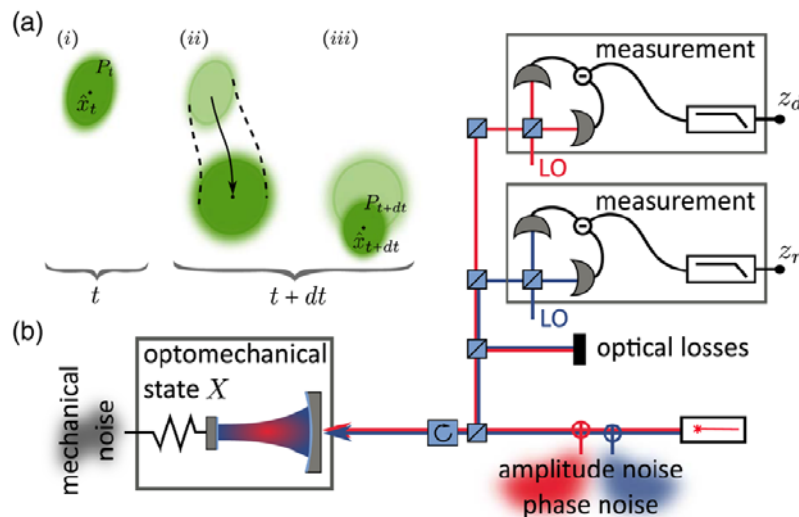 (a)
(i)
(ii)
(iii)
P_t
x̂_t
P_{t+dt}
x̂_{t+dt}
t
t + dt
measurement
z_d
LO
measurement
z_r
LO
optical losses
(b)
optomechanical
state X
mechanical
noise
amplitude noise
phase noise